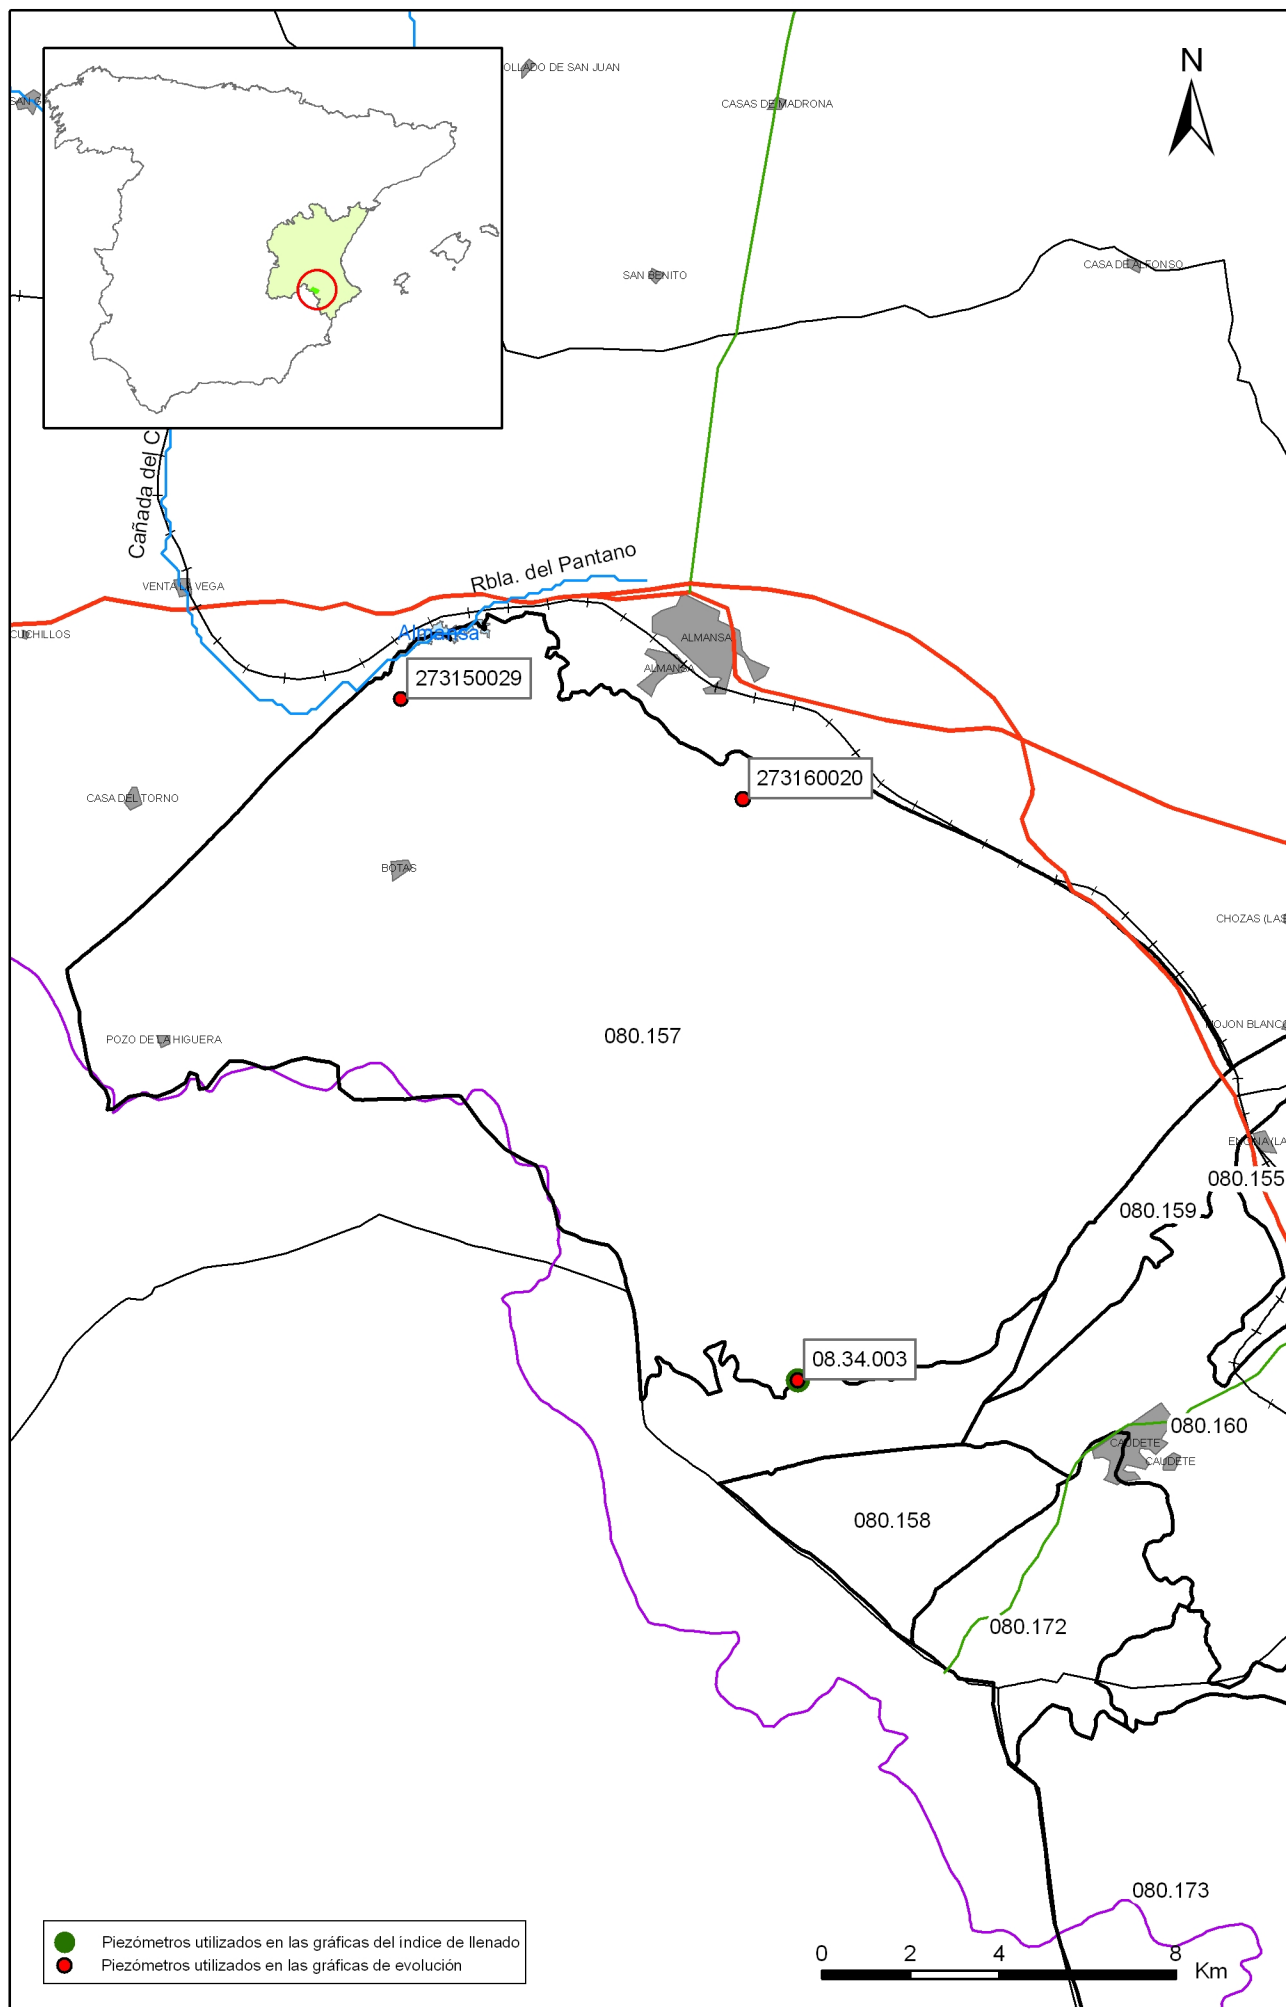 OLLADO DE SAN JUAN
N
SAN G
CASAS DE MADRONA
CASA DE ALFONSO
SAN BENITO
Cañada del C
Rbla. del Pantano
VENTA LA VEGA
CUCHILLOS
Almansa
ALMANSA
ALMANSA
273150029
273160020
CASA DEL TORNO
BOTAS
CHOZAS (LAS
MOJON BLANCO
080.157
POZO DE LA HIGUERA
ENCINA (LA
080.155
080.159
08.34.003
080.160
CAUDETE
CAUDETE
080.158
080.172
080.173
Piezómetros utilizados en las gráficas del índice de llenado
Piezómetros utilizados en las gráficas de evolución
0 2 4 8
Km